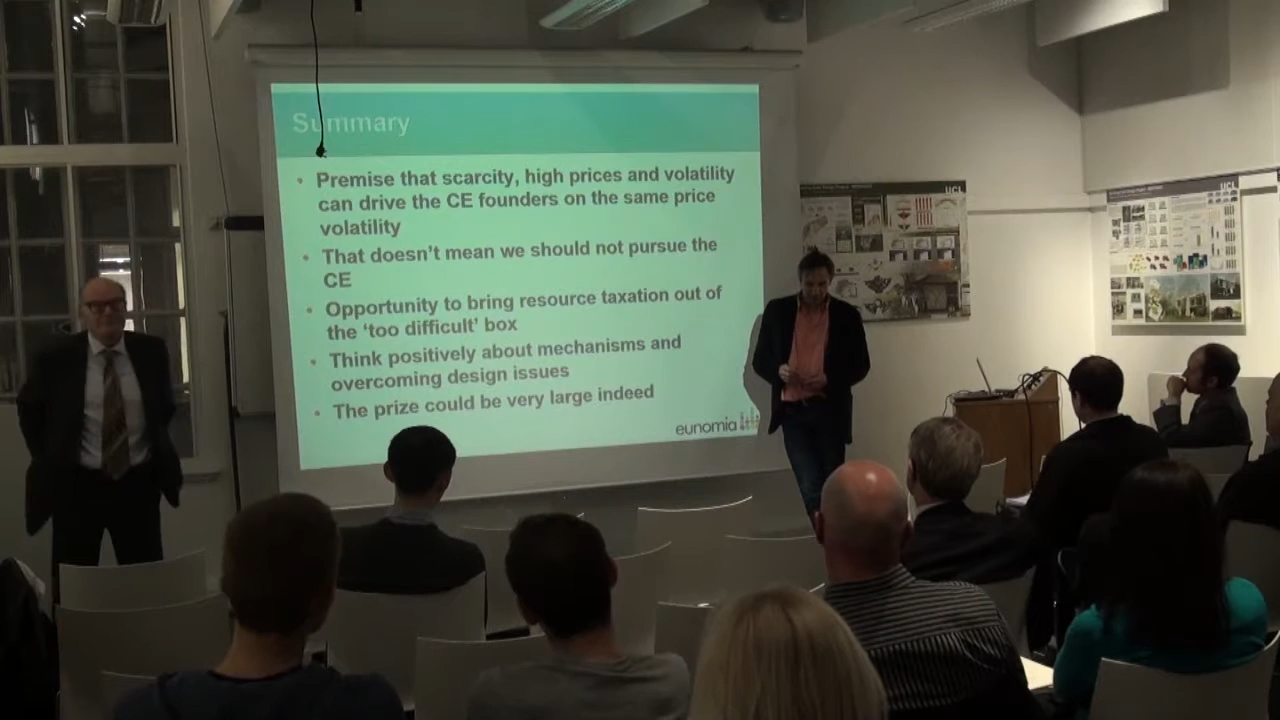 Summary
• Premise that scarcity, high prices and volatility
can drive the CE founders on the same price
volatility
• That doesn't mean we should not pursue the
CE
• Opportunity to bring resource taxation out of
the 'too difficult' box
• Think positively about mechanisms and
overcoming design issues
• The prize could be very large indeed
eunomia
UCL
UCL